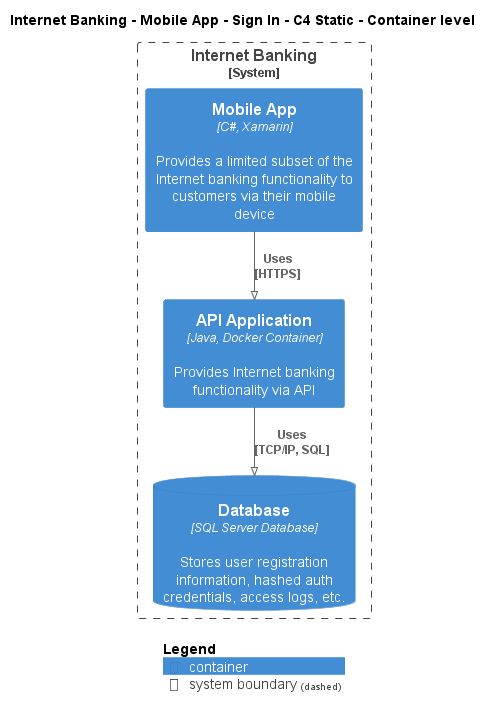 Internet Banking - Mobile App - Sign In - C4 Static - Container level
Internet Banking
[System]
Mobile App
[C#, Xamarin]
Provides a limited subset of the
Internet banking functionality to
customers via their mobile
device
Uses
[HTTPS]
API Application
[Java, Docker Container]
Provides Internet banking
functionality via API
Uses
[TCP/IP, SQL]
Database
[SQL Server Database]
Stores user registration
information, hashed auth
credentials, access logs, etc.
Legend
container
system boundary (dashed)